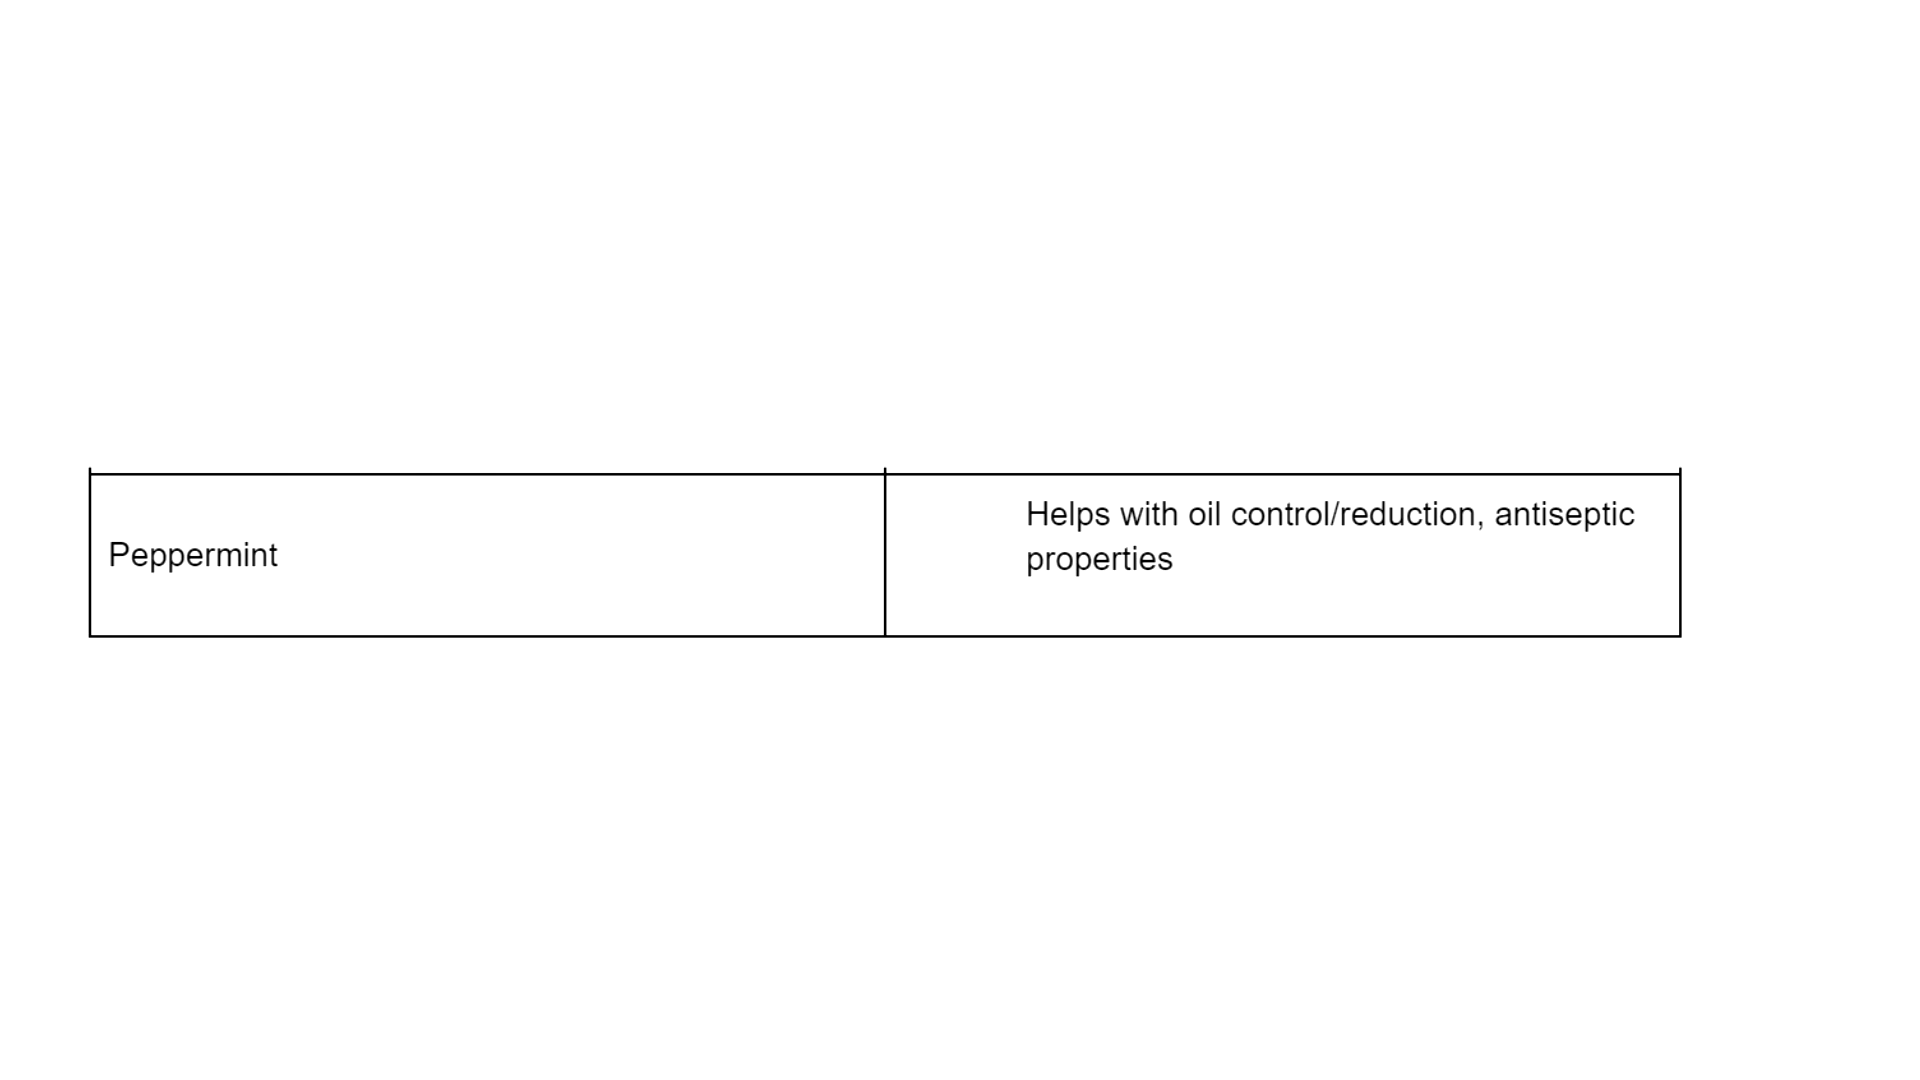 Peppermint
Helps with oil control/reduction, antiseptic
properties